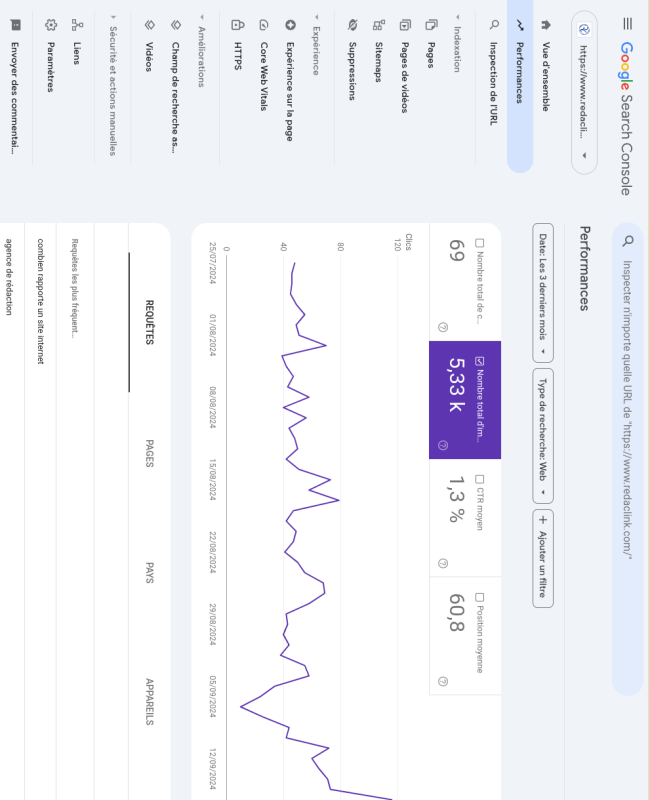 Google Search Console
Inspecter n'importe quelle URL de "https://www.redaclink.com/"
https://www.redacli...
Performances
Vue d'ensemble
Performances
Inspection de l'URL
Indexation
Pages
Pages de vidéos
Sitemaps
Suppressions
Expérience
Expérience sur la page
Core Web Vitals
HTTPS
Améliorations
Champ de recherche as...
Vidéos
Sécurité et actions manuelles
Liens
Paramètres
Envoyer des commentai...
Date: Les 3 derniers mois
Type de recherche: Web
+ Ajouter un filtre
Nombre total de c...
69
Nombre total d'im...
5,33 k
CTR moyen
1,3 %
Position moyenne
60,8
Clics
120
80
40
0
25/07/2024 01/08/2024 08/08/2024 15/08/2024 22/08/2024 29/08/2024 05/09/2024 12/09/2024
REQUÊTES PAGES PAYS APPAREILS
Requêtes les plus fréquent...
combien rapporte un site internet
agence de rédaction